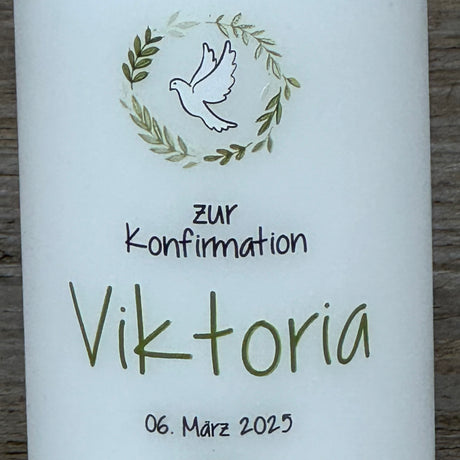 zur
Konfirmation
Viktoria
06. März 2025